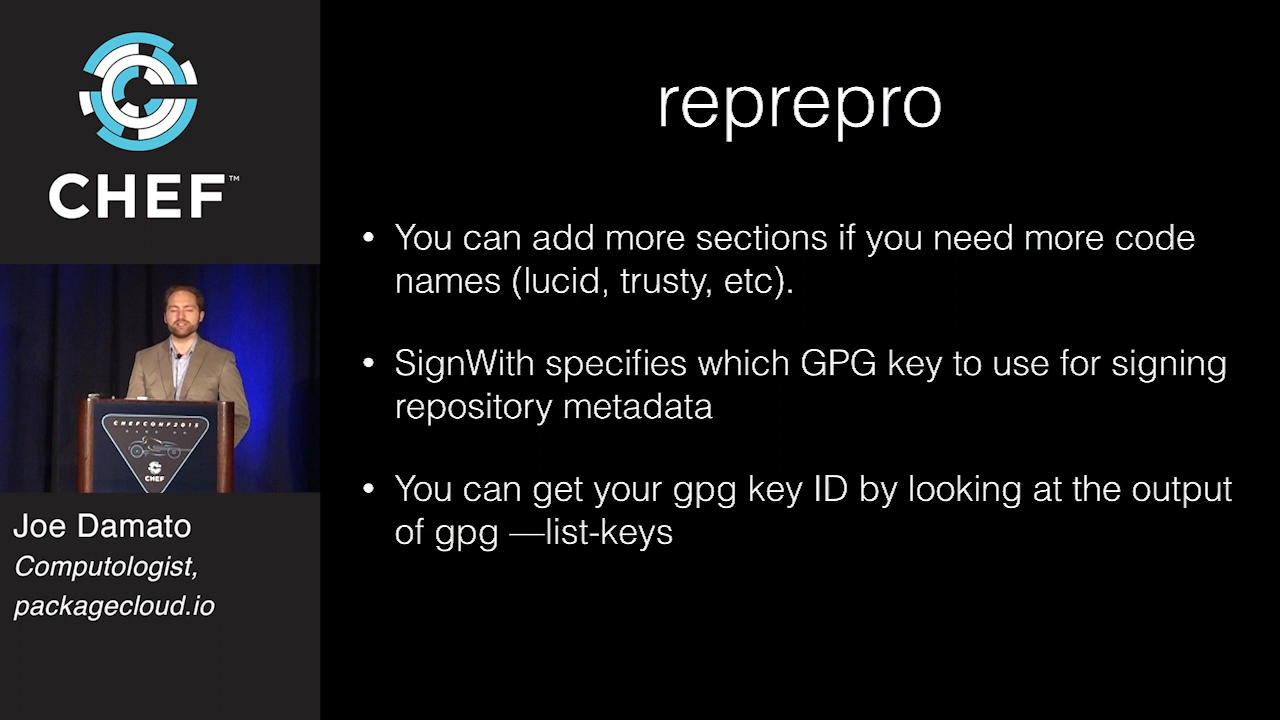 CHEF™
CHEFCONF2015
CHEF
Joe Damato
Computologist,
packagecloud.io
reprepro
• You can add more sections if you need more code
names (lucid, trusty, etc).
• SignWith specifies which GPG key to use for signing
repository metadata
• You can get your gpg key ID by looking at the output
of gpg —list-keys